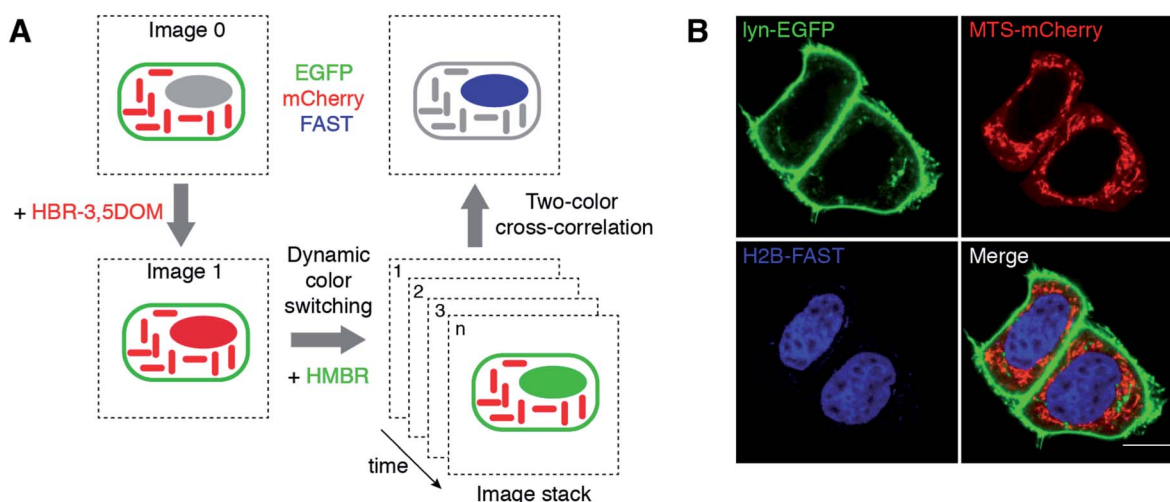 A
Image 0
EGFP
mCherry
FAST
+ HBR-3,5DOM
Two-color
cross-correlation
Image 1
Dynamic
color
switching
+ HMBR
1
2
3
n
time
Image stack
B
lyn-EGFP
MTS-mCherry
H2B-FAST
Merge